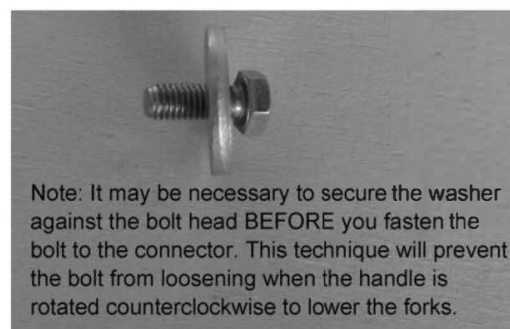 Note: It may be necessary to secure the washer
against the bolt head BEFORE you fasten the
bolt to the connector. This technique will prevent
the bolt from loosening when the handle is
rotated counterclockwise to lower the forks.